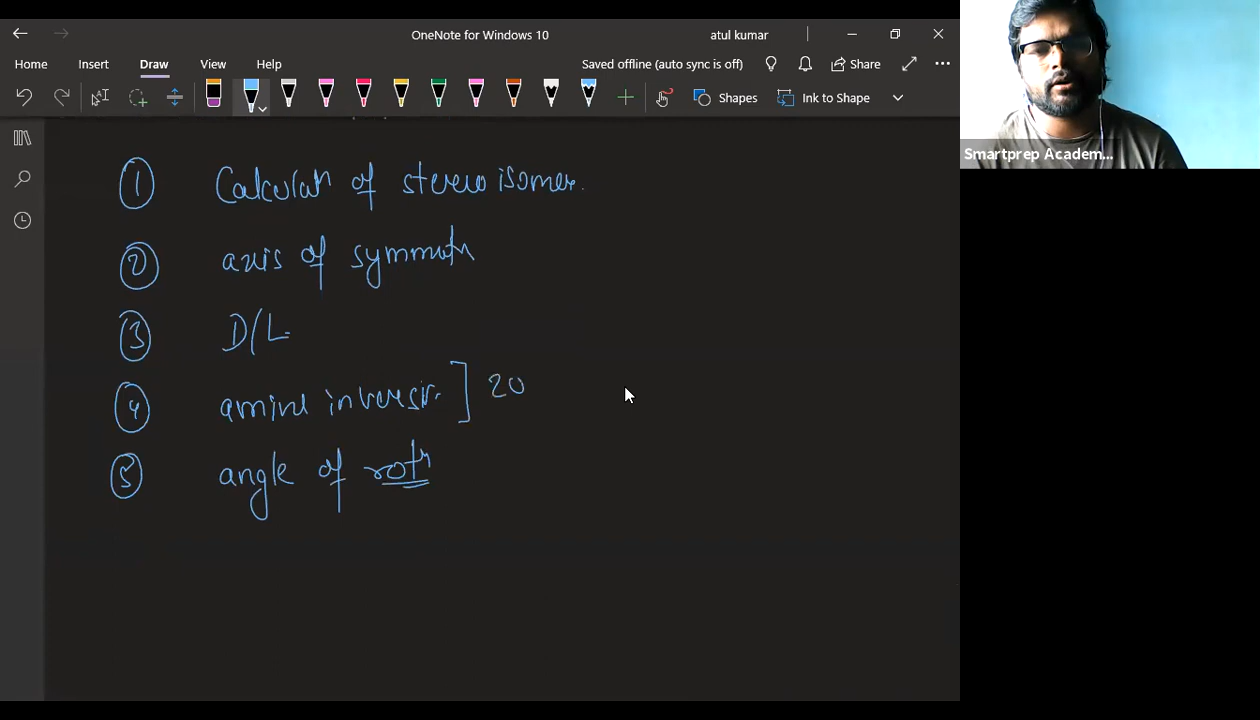 OneNote for Windows 10
atul kumar
Home Insert Draw View Help
Saved offline (auto sync is off)
Share
Shapes
Ink to Shape
Smartprep Academ...
1 Calculan of stereo isomer.
2 axis of symmetr
3 D/L
4 amine inversi. ] 20
5 angle of rotn